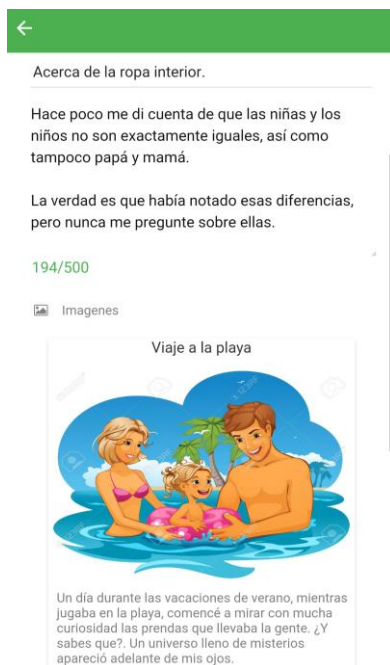 Acerca de la ropa interior.
Hace poco me di cuenta de que las niñas y los
niños no son exactamente iguales, así como
tampoco papá y mamá.
La verdad es que había notado esas diferencias,
pero nunca me pregunte sobre ellas.
194/500
Imagenes
Viaje a la playa
Un día durante las vacaciones de verano, mientras
jugaba en la playa, comencé a mirar con mucha
curiosidad las prendas que llevaba la gente. ¿Y
sabes que?. Un universo lleno de misterios
apareció adelante de mis ojos.